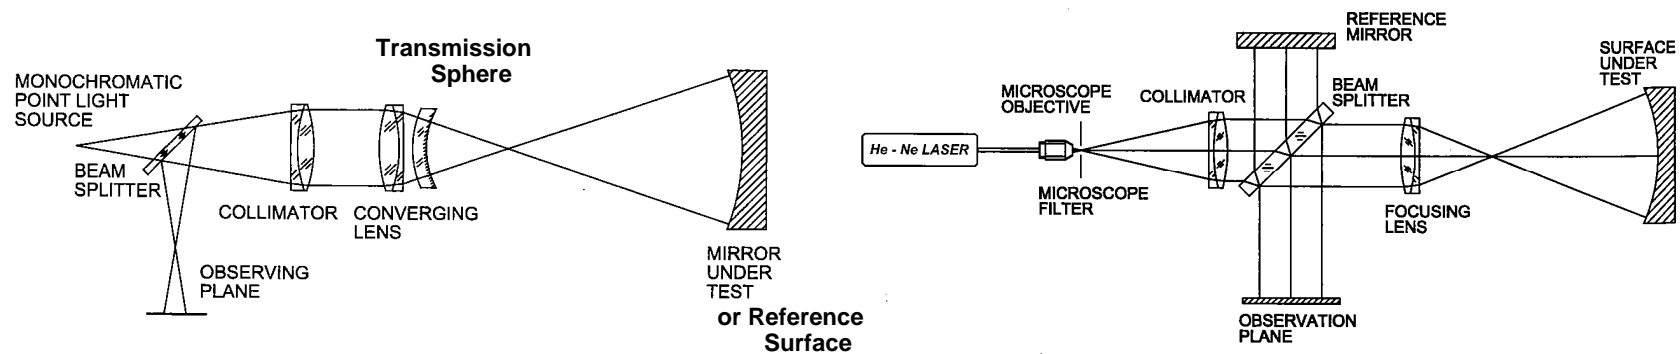 Transmission
Sphere
MONOCHROMATIC
POINT LIGHT
SOURCE
BEAM
SPLITTER
COLLIMATOR
CONVERGING
LENS
OBSERVING
PLANE
MIRROR
UNDER
TEST
or Reference
Surface
REFERENCE
MIRROR
SURFACE
UNDER
TEST
MICROSCOPE
OBJECTIVE
COLLIMATOR
BEAM
SPLITTER
He - Ne LASER
MICROSCOPE
FILTER
FOCUSING
LENS
OBSERVATION
PLANE